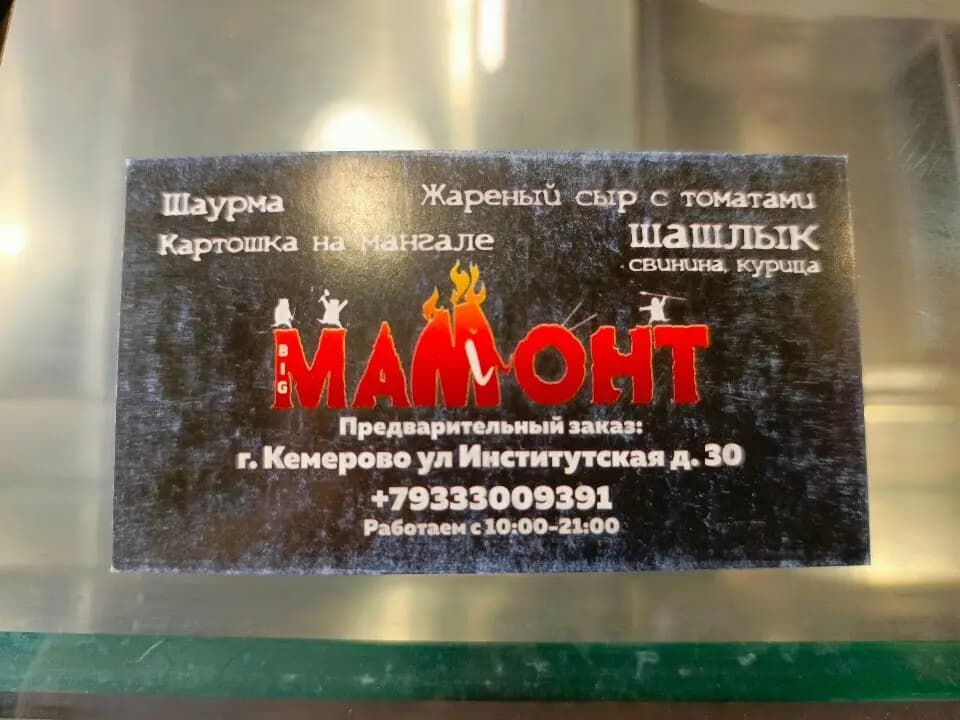 Шаурма
Жареный сыр с томатами
Картошка на мангале
шашлык
свинина, курица
BIG
МАМОНТ
Предварительный заказ:
г. Кемерово ул Институтская д. 30
+79333009391
Работаем с 10:00-21:00